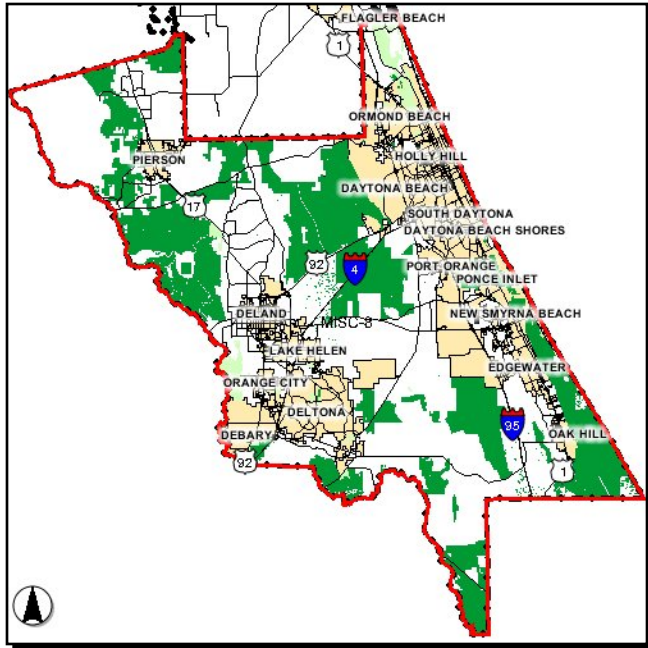 FLAGLER BEACH
1
ORMOND BEACH
HOLLY HILL
PIERSON
DAYTONA BEACH
17
SOUTH DAYTONA
DAYTONA BEACH SHORES
92
4
PORT ORANGE
PONCE INLET
DELAND
NEW SMYRNA BEACH
MISC-3
LAKE HELEN
EDGEWATER
ORANGE CITY
DELTONA
95
DEBARY
OAK HILL
92
1